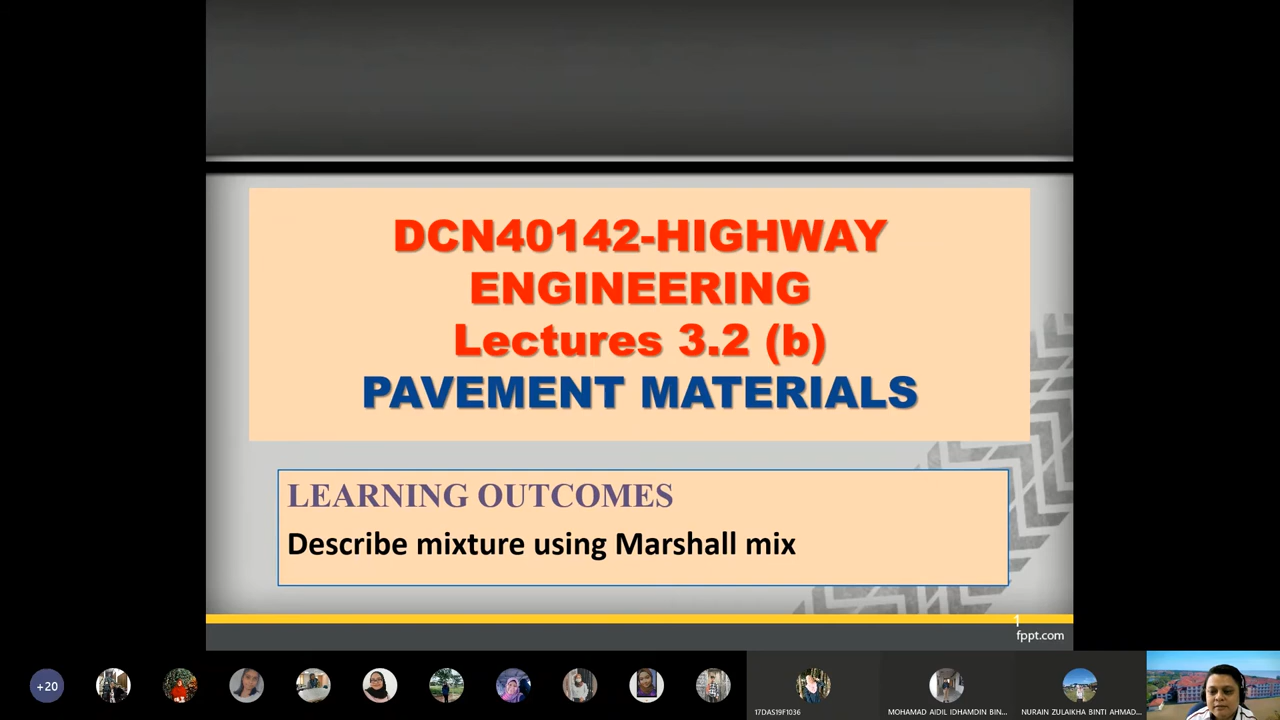 DCN40142-HIGHWAY
ENGINEERING
Lectures 3.2 (b)
PAVEMENT MATERIALS
LEARNING OUTCOMES
Describe mixture using Marshall mix
1
fppt.com
+20
17DAS19F1036
MOHAMAD AIDIL IDHAMDIN BIN...
NURAIN ZULAIKHA BINTI AHMAD...